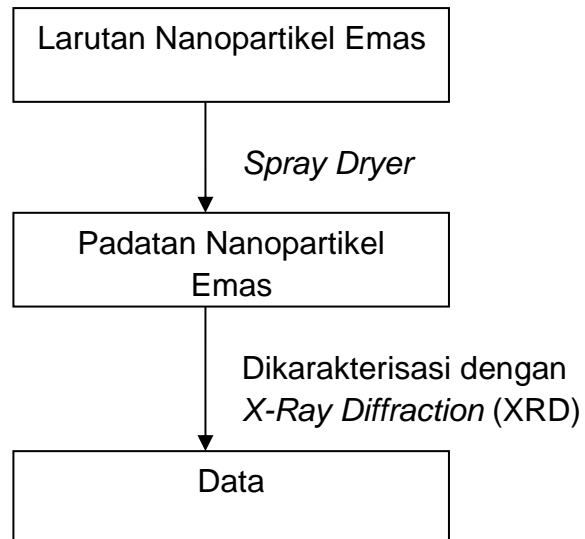 Larutan Nanopartikel Emas
Spray Dryer
Padatan Nanopartikel
Emas
Dikarakterisasi dengan
X-Ray Diffraction (XRD)
Data